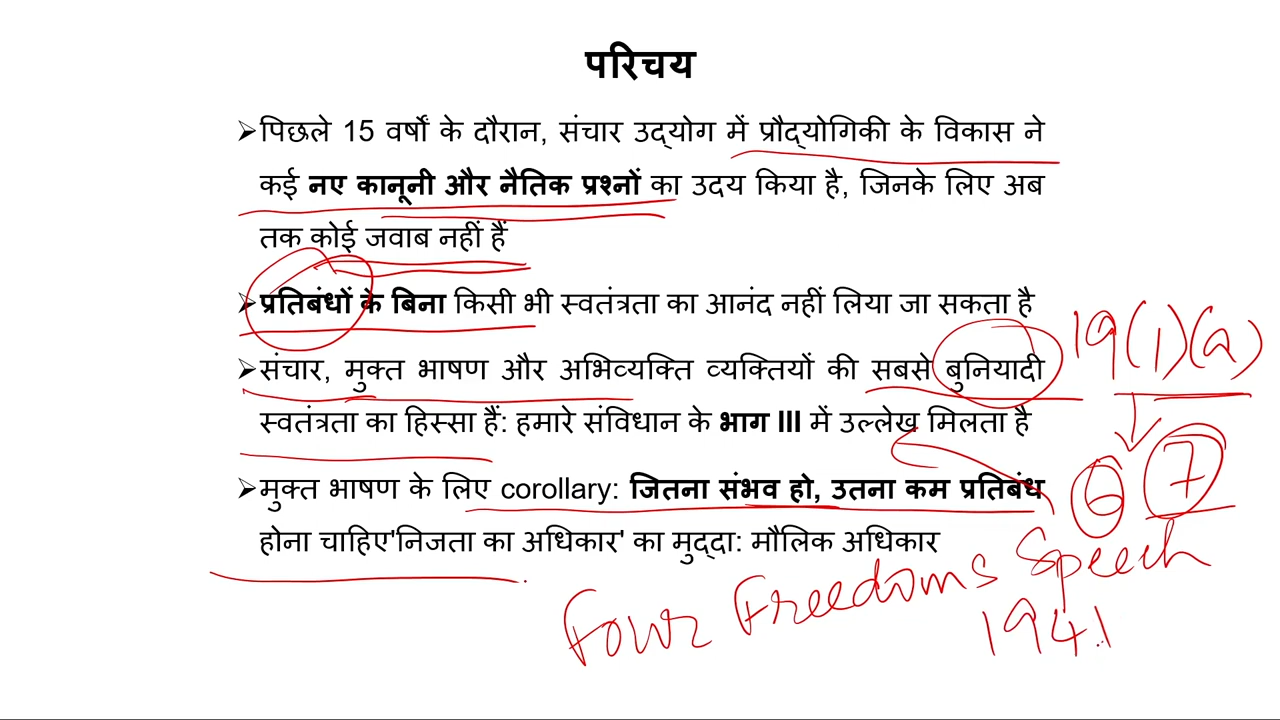 परिचय
➢पिछले 15 वर्षों के दौरान, संचार उद्योग में प्रौद्योगिकी के विकास ने
कई नए कानूनी और नैतिक प्रश्नों का उदय किया है, जिनके लिए अब
तक कोई जवाब नहीं हैं
➢प्रतिबंधों के बिना किसी भी स्वतंत्रता का आनंद नहीं लिया जा सकता है
19(1)(a)
➢संचार, मुक्त भाषण और अभिव्यक्ति व्यक्तियों की सबसे बुनियादी
स्वतंत्रता का हिस्सा हैं: हमारे संविधान के भाग III में उल्लेख मिलता है
6 7
➢मुक्त भाषण के लिए corollary: जितना संभव हो, उतना कम प्रतिबंध
होना चाहिए'निजता का अधिकार' का मुद्दा: मौलिक अधिकार
Four Freedoms Speech
1941